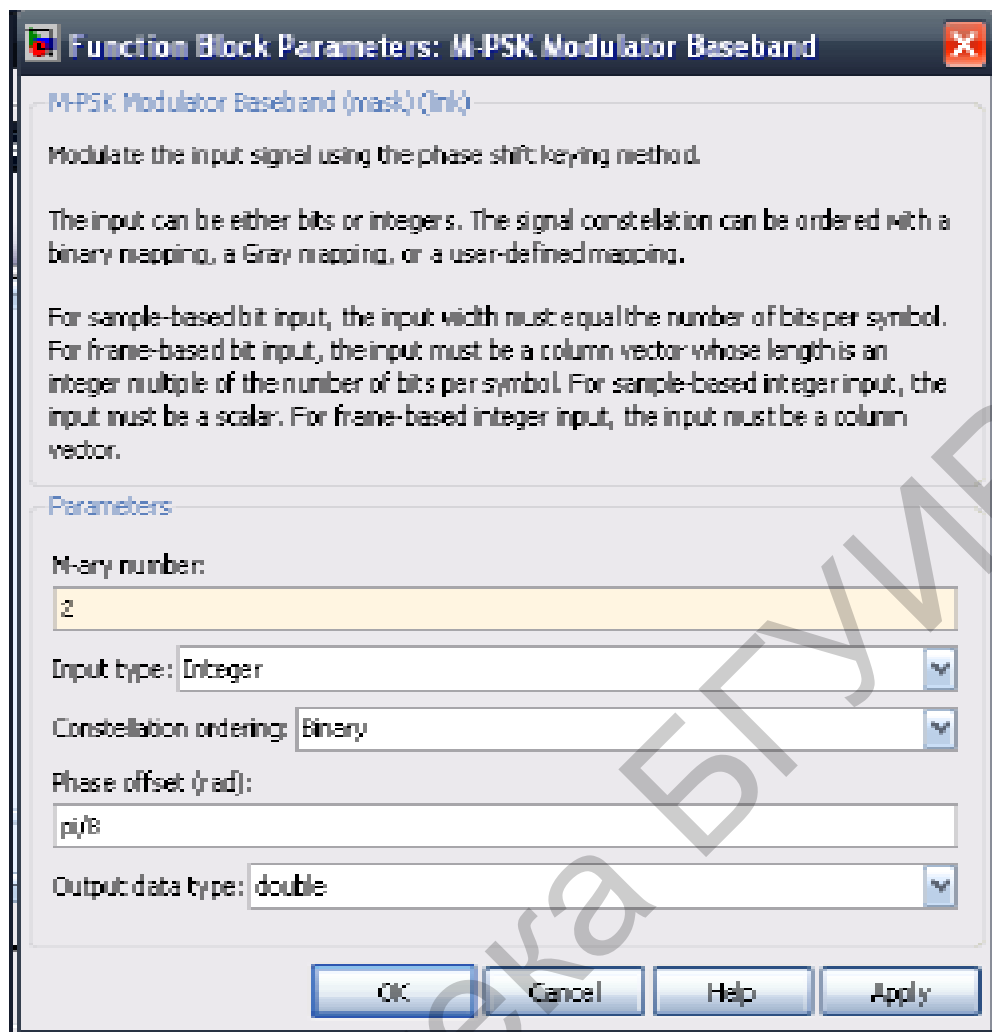 Function Block Parameters: M-PSK Modulator Baseband
M-PSK Modulator Baseband (mask) (link)
Modulate the input signal using the phase shift keying method.
The input can be either bits or integers. The signal constellation can be ordered with a
binary mapping, a Gray mapping, or a user-defined mapping.
For sample-based bit input, the input width must equal the number of bits per symbol.
For frame-based bit input, the input must be a column vector whose length is an
integer multiple of the number of bits per symbol. For sample-based integer input, the
input must be a scalar. For frame-based integer input, the input must be a column
vector.
Parameters
M-ary number:
2
Input type: Integer
Constellation ordering: Binary
Phase offset (rad):
pi/8
Output data type: double
OK Cancel Help Apply
ека БГУИР